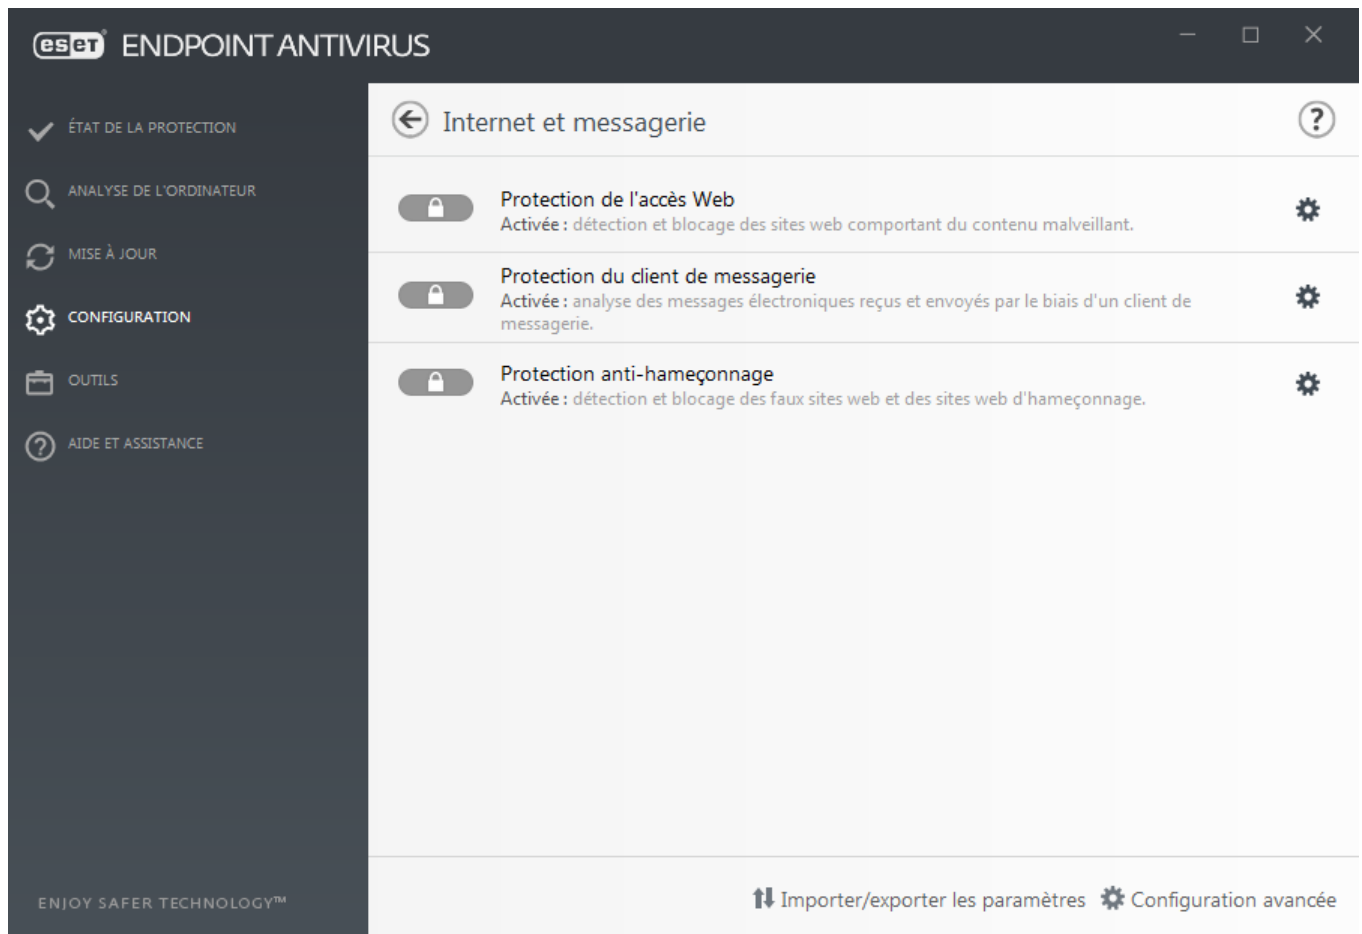 eset ENDPOINT ANTIVIRUS
ÉTAT DE LA PROTECTION
ANALYSE DE L'ORDINATEUR
MISE À JOUR
CONFIGURATION
OUTILS
AIDE ET ASSISTANCE
ENJOY SAFER TECHNOLOGY™
Internet et messagerie
?
Protection de l'accès Web
Activée : détection et blocage des sites web comportant du contenu malveillant.
Protection du client de messagerie
Activée : analyse des messages électroniques reçus et envoyés par le biais d'un client de
messagerie.
Protection anti-hameçonnage
Activée : détection et blocage des faux sites web et des sites web d'hameçonnage.
Importer/exporter les paramètres Configuration avancée